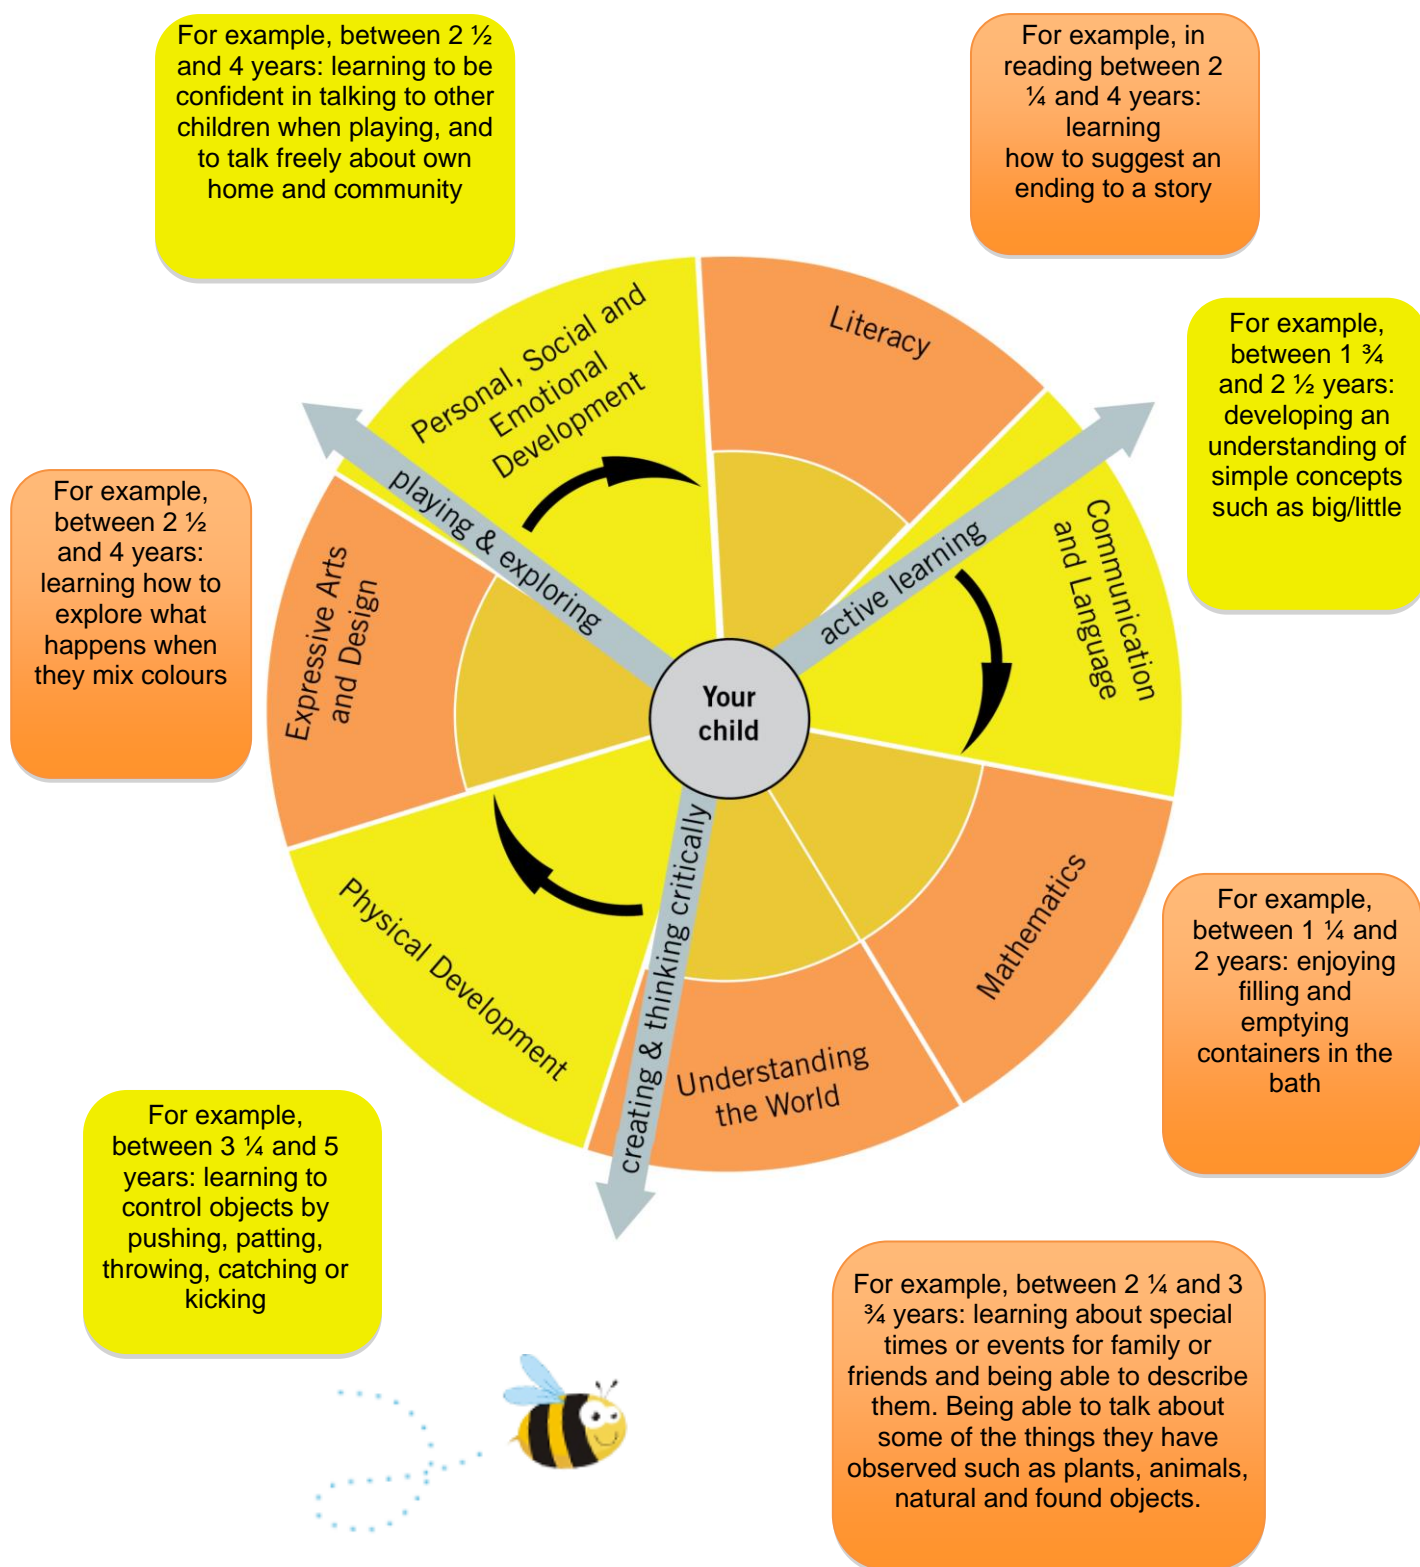 For example, between 2 ½
and 4 years: learning to be
confident in talking to other
children when playing, and
to talk freely about own
home and community
For example, in
reading between 2
¼ and 4 years:
learning
how to suggest an
ending to a story
For example,
between 1 ¾
and 2 ½ years:
developing an
understanding of
simple concepts
such as big/little
For example,
between 2 ½
and 4 years:
learning how to
explore what
happens when
they mix colours
Personal, Social and
Emotional
Development
Literacy
Communication
and Language
playing & exploring
active learning
Expressive Arts
and Design
Your
child
Physical Development
creating & thinking critically
Understanding
the World
Mathematics
For example,
between 1 ¼ and
2 years: enjoying
filling and
emptying
containers in the
bath
For example,
between 3 ¼ and 5
years: learning to
control objects by
pushing, patting,
throwing, catching or
kicking
For example, between 2 ¼ and 3
¾ years: learning about special
times or events for family or
friends and being able to describe
them. Being able to talk about
some of the things they have
observed such as plants, animals,
natural and found objects.